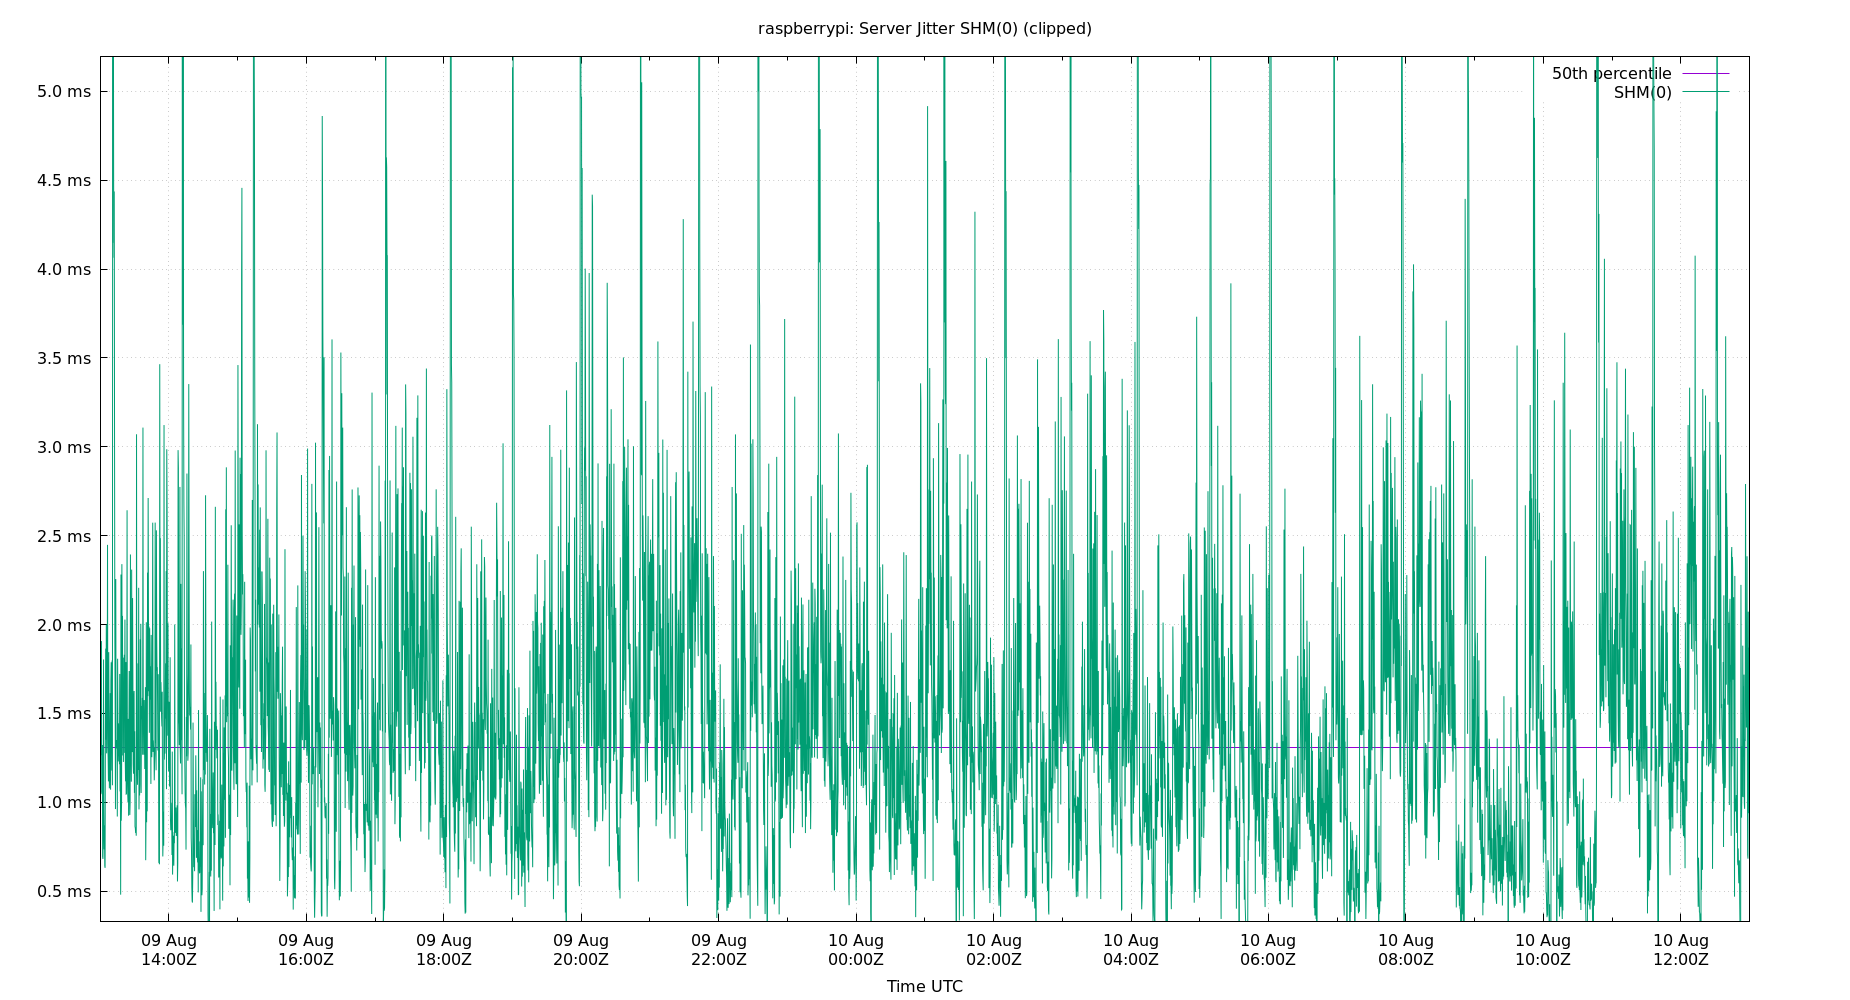 raspberrypi: Server Jitter SHM(0) (clipped)
50th percentile
SHM(0)
5.0 ms
4.5 ms
4.0 ms
3.5 ms
3.0 ms
2.5 ms
2.0 ms
1.5 ms
1.0 ms
0.5 ms
09 Aug 09 Aug 09 Aug 09 Aug 09 Aug 10 Aug 10 Aug 10 Aug 10 Aug 10 Aug 10 Aug 10 Aug
14:00Z 16:00Z 18:00Z 20:00Z 22:00Z 00:00Z 02:00Z 04:00Z 06:00Z 08:00Z 10:00Z 12:00Z
Time UTC